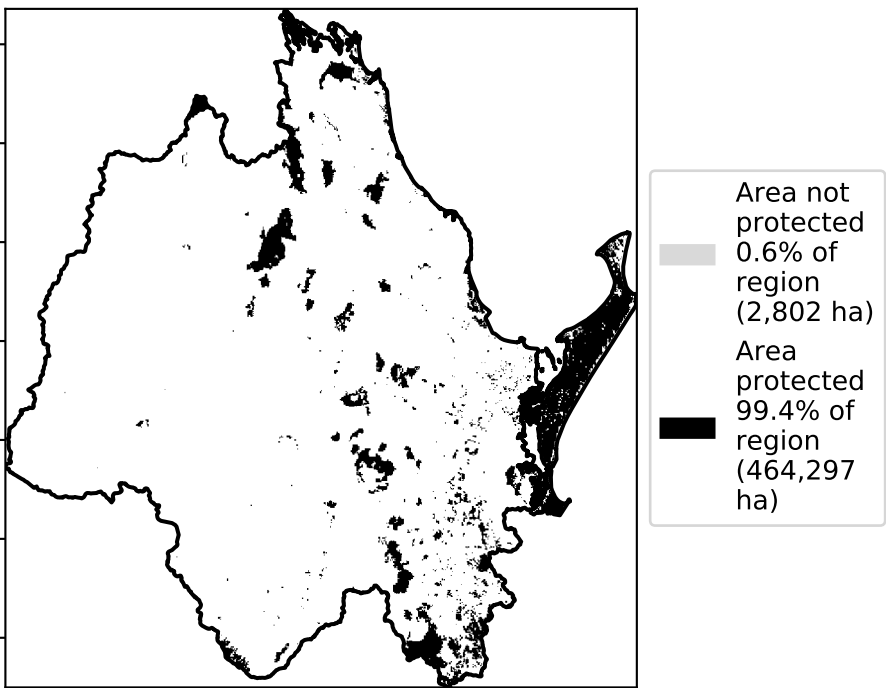 Area not
protected
0.6% of
region
(2,802 ha)
Area
protected
99.4% of
region
(464,297
ha)